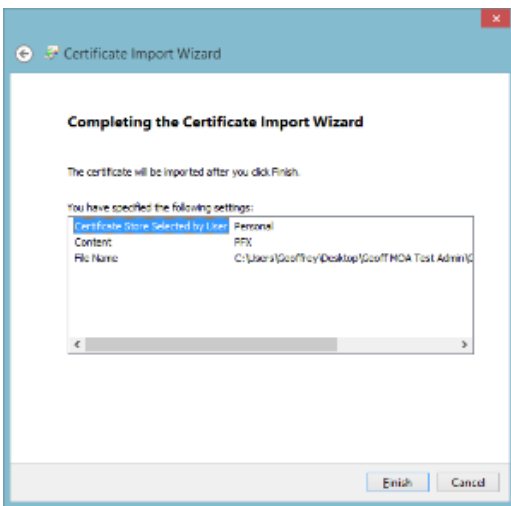 Certificate Import Wizard
Completing the Certificate Import Wizard
The certificate will be imported after you click Finish.
You have specified the following settings:
Certificate Store Selected by User Personal
Content PFX
File Name C:\Users\Geoffrey\Desktop\Geoff MOA Test Admin\G
Finish Cancel